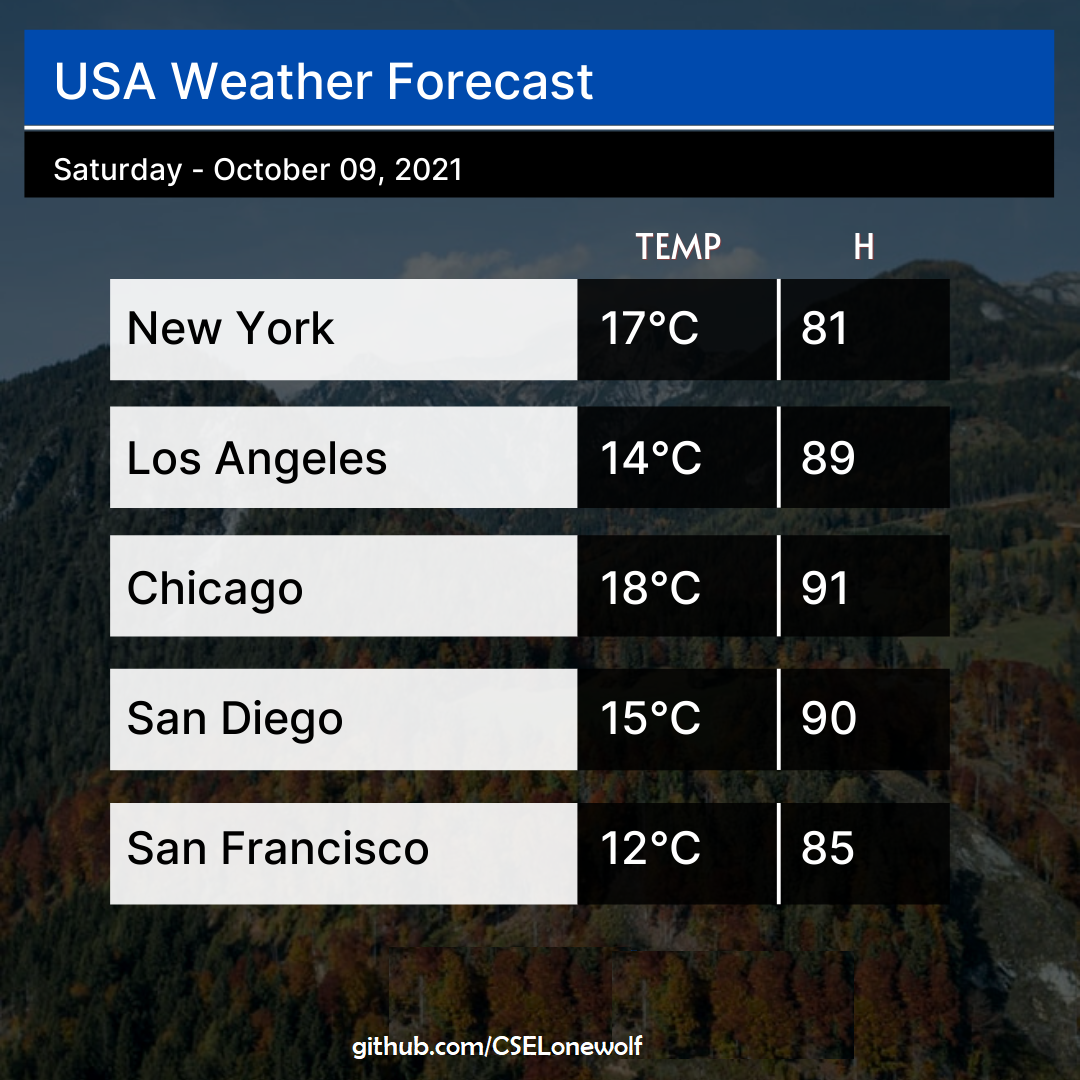 USA Weather Forecast
Saturday - October 09, 2021
TEMP H
New York 17°C 81
Los Angeles 14°C 89
Chicago 18°C 91
San Diego 15°C 90
San Francisco 12°C 85
github.com/CSELonewolf